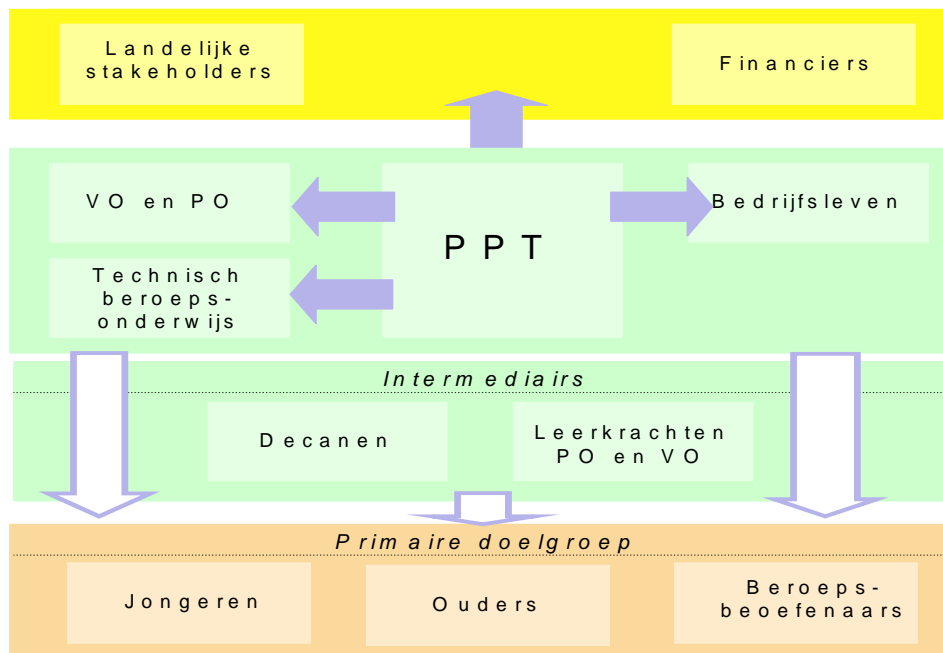 Landelijke
stakeholders
Financiers
VO en PO
PPT
Bedrijfsleven
Technisch
beroeps-
onderwijs
Intermediairs
Decanen
Leerkrachten
PO en VO
Primaire doelgroep
Jongeren
Ouders
Beroeps-
beoefenaars